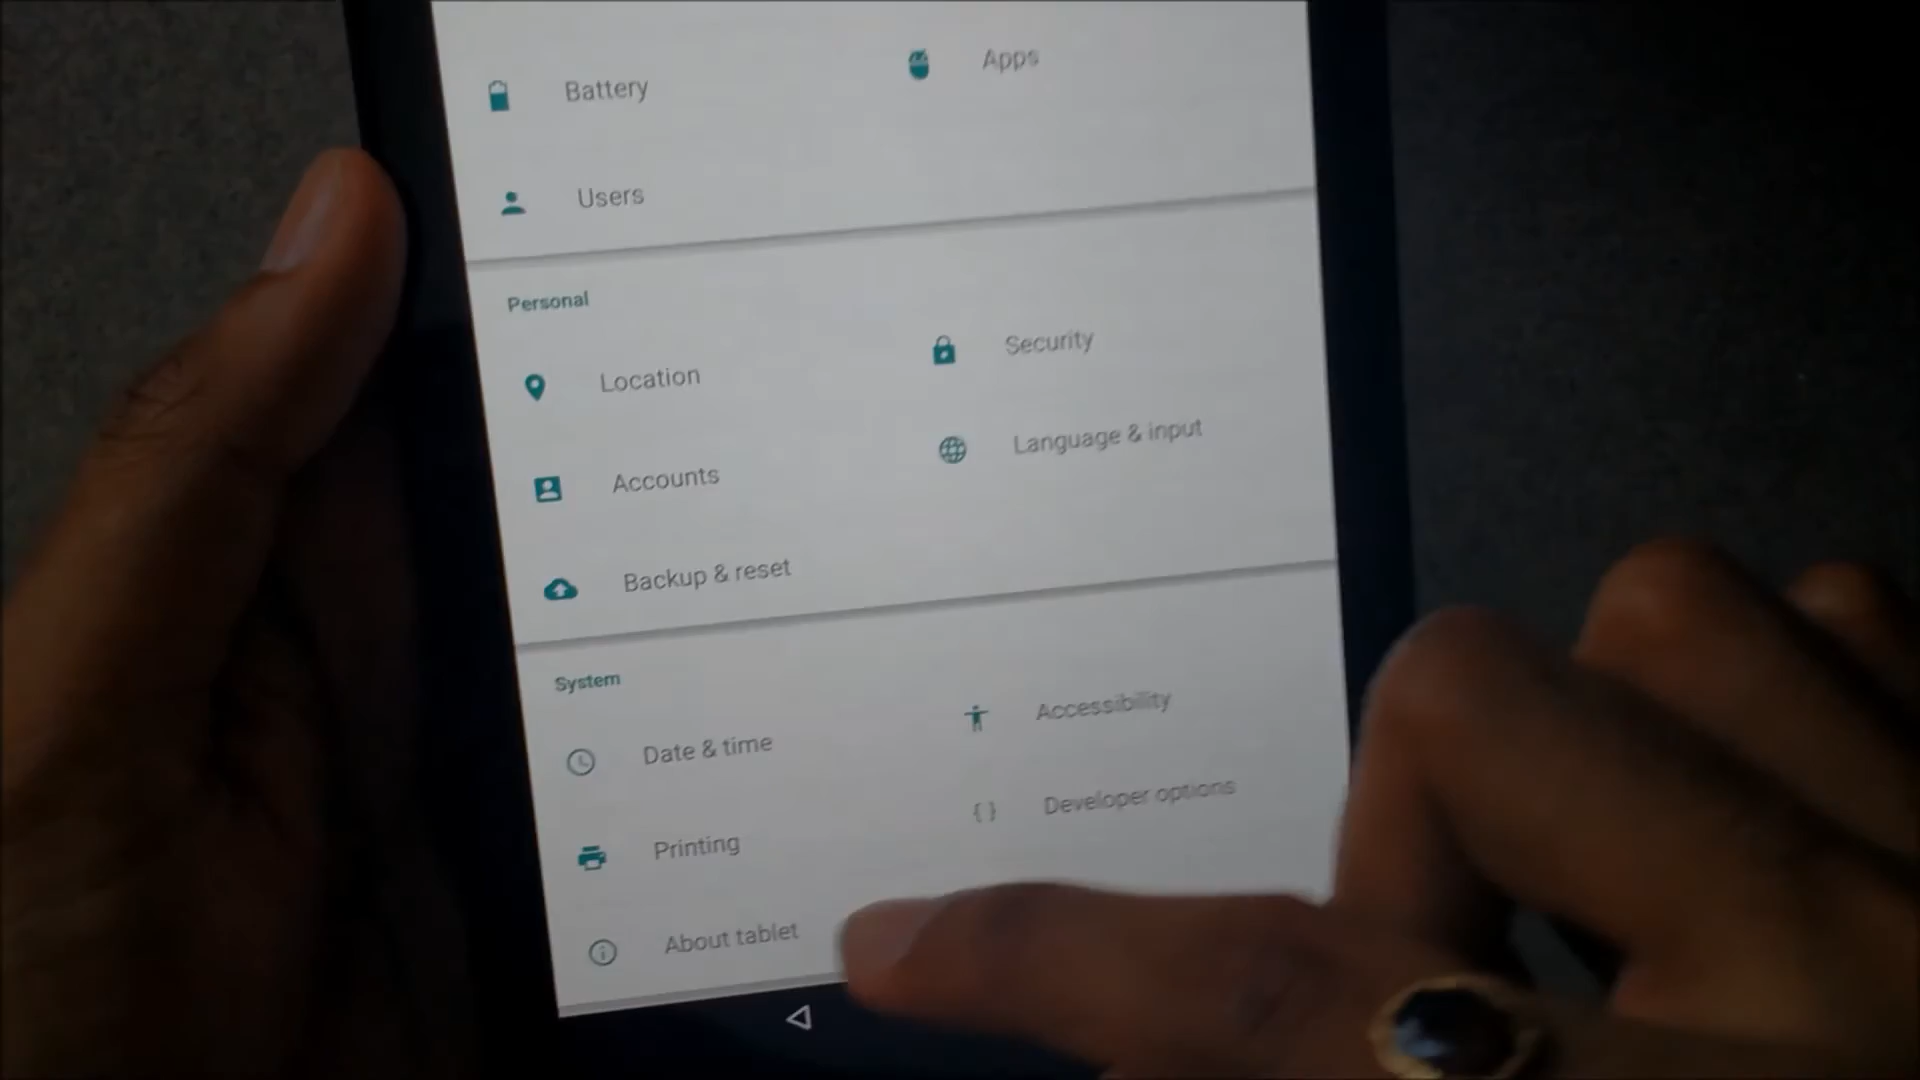 Battery
Apps
Users
Personal
Location
Security
Accounts
Language & input
Backup & reset
System
Date & time
Accessibility
Printing
{ } Developer options
About tablet